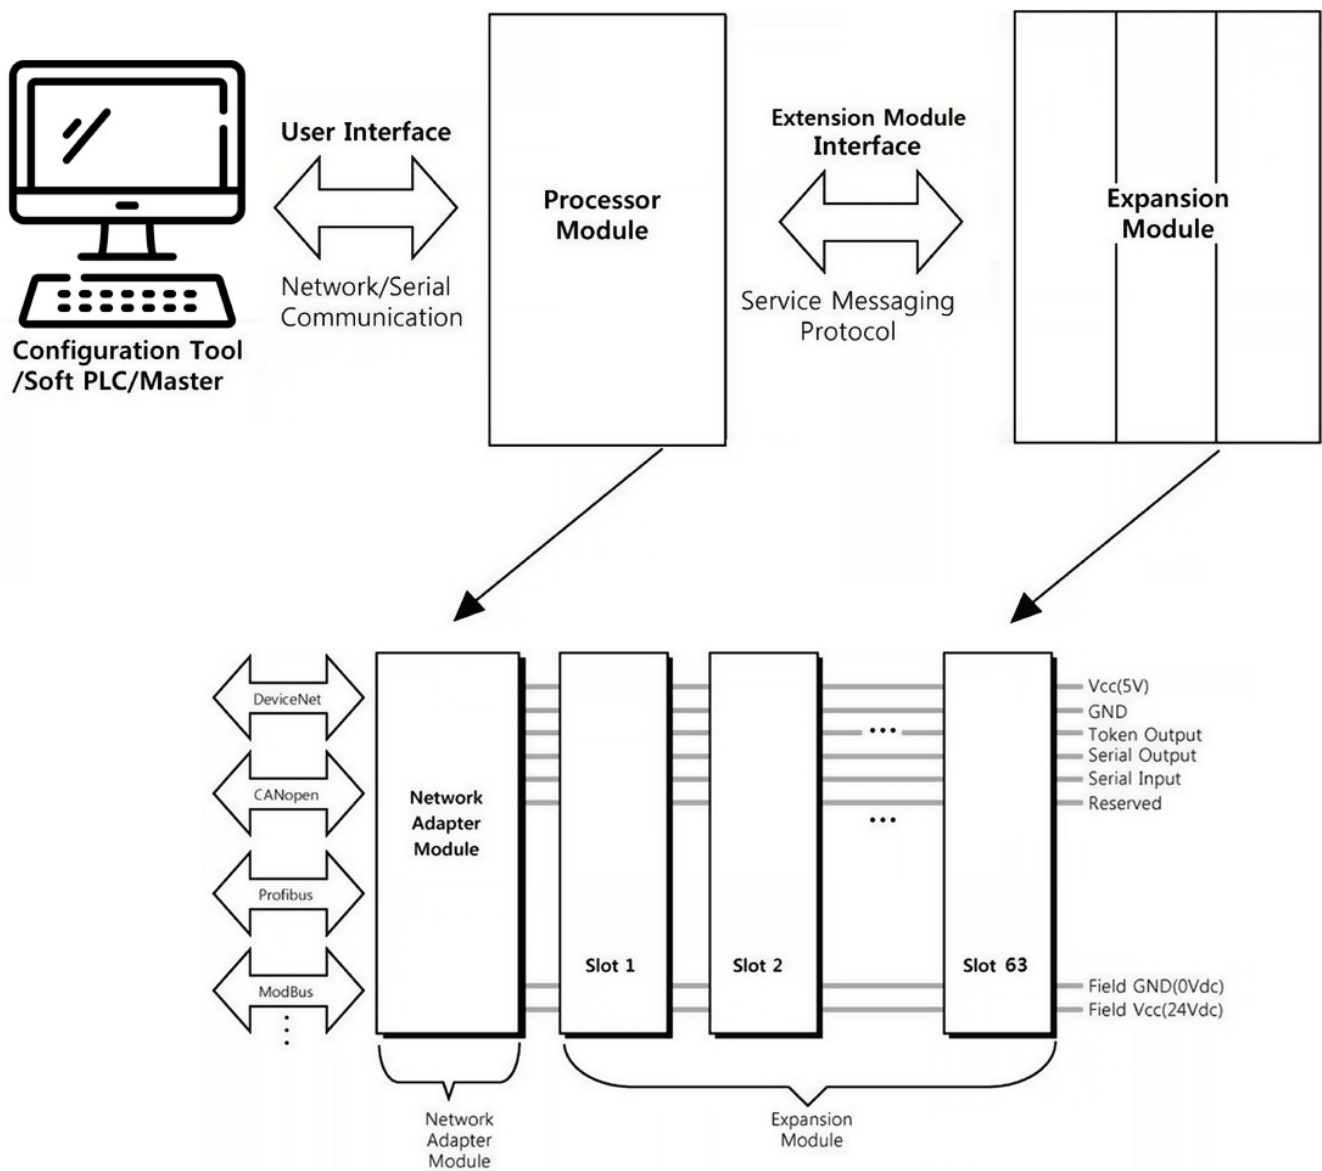 User Interface
Network/Serial
Communication
Configuration Tool
/Soft PLC/Master
Processor
Module
Extension Module
Interface
Service Messaging
Protocol
Expansion
Module
DeviceNet
CANopen
Profibus
ModBus
Network
Adapter
Module
Slot 1
Slot 2
Slot 63
Vcc(5V)
GND
Token Output
Serial Output
Serial Input
Reserved
Field GND(0Vdc)
Field Vcc(24Vdc)
Network
Adapter
Module
Expansion
Module